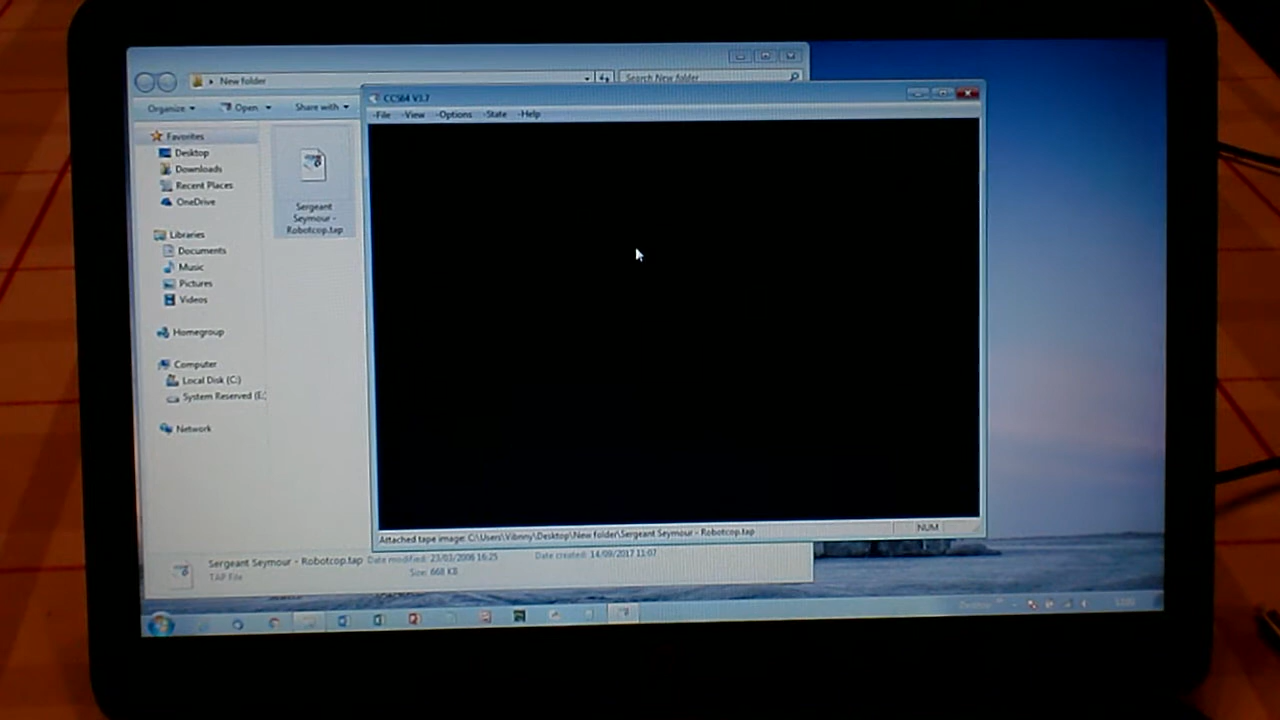 New folder
Search New folder
Organize
Open
Share with
Favorites
Desktop
Downloads
Recent Places
OneDrive
Libraries
Documents
Music
Pictures
Videos
Homegroup
Computer
Local Disk (C:)
System Reserved (E:
Network
Sergeant
Seymour -
Robotcop.tap
CCS64 V3.7
-File -View -Options -State -Help
Attached tape image: C:\Users\Vibnny\Desktop\New folder\Sergeant Seymour - Robotcop.tap
NUM
Sergeant Seymour - Robotcop.tap Date modified: 23/03/2006 16:25 Date created: 14/09/2017 11:07
TAP File Size: 668 KB